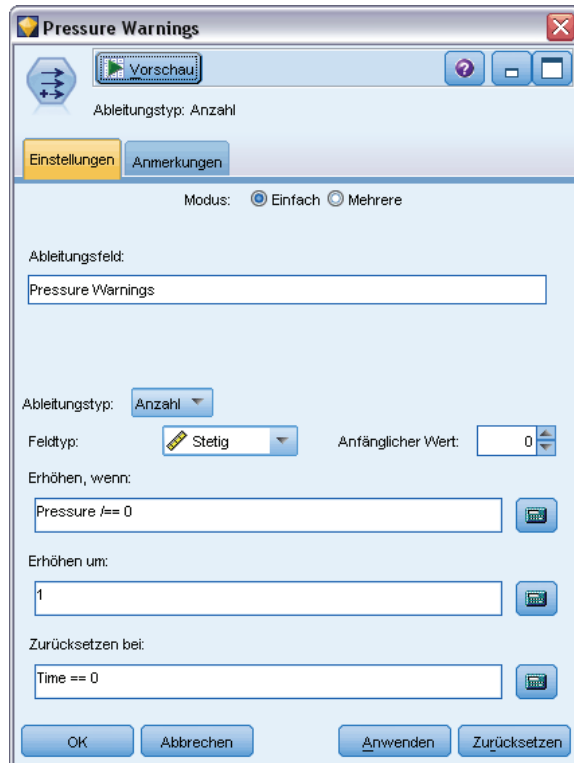 Pressure Warnings
Vorschau
Ableitungstyp: Anzahl
Einstellungen Anmerkungen
Modus: Einfach Mehrere
Ableitungsfeld:
Pressure Warnings
Ableitungstyp: Anzahl
Feldtyp: Stetig Anfänglicher Wert: 0
Erhöhen, wenn:
Pressure /== 0
Erhöhen um:
1
Zurücksetzen bei:
Time == 0
OK Abbrechen Anwenden Zurücksetzen